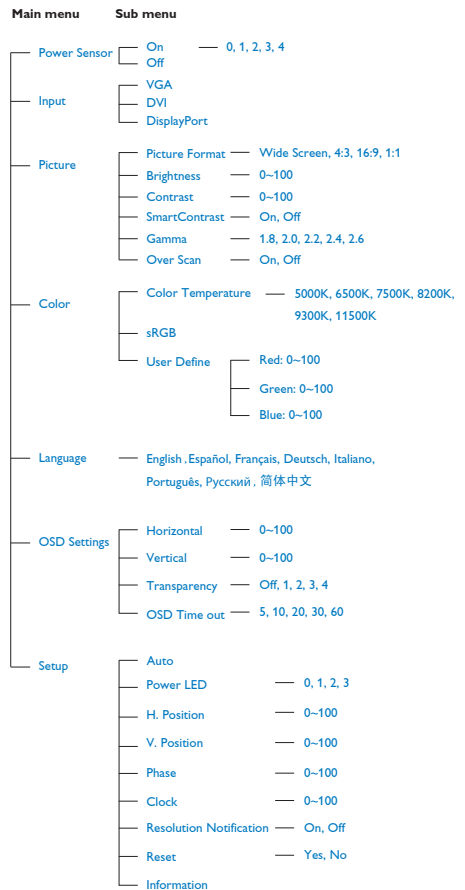 Main menu Sub menu
Power Sensor On 0, 1, 2, 3, 4
Off
Input VGA
DVI
DisplayPort
Picture Picture Format Wide Screen, 4:3, 16:9, 1:1
Brightness 0~100
Contrast 0~100
SmartContrast On, Off
Gamma 1.8, 2.0, 2.2, 2.4, 2.6
Over Scan On, Off
Color Color Temperature 5000K, 6500K, 7500K, 8200K,
9300K, 11500K
sRGB
User Define Red: 0~100
Green: 0~100
Blue: 0~100
Language English , Español, Français, Deutsch, Italiano,
Português, Русский , 简体中文
OSD Settings Horizontal 0~100
Vertical 0~100
Transparency Off, 1, 2, 3, 4
OSD Time out 5, 10, 20, 30, 60
Setup Auto
Power LED 0, 1, 2, 3
H. Position 0~100
V. Position 0~100
Phase 0~100
Clock 0~100
Resolution Notification On, Off
Reset Yes, No
Information